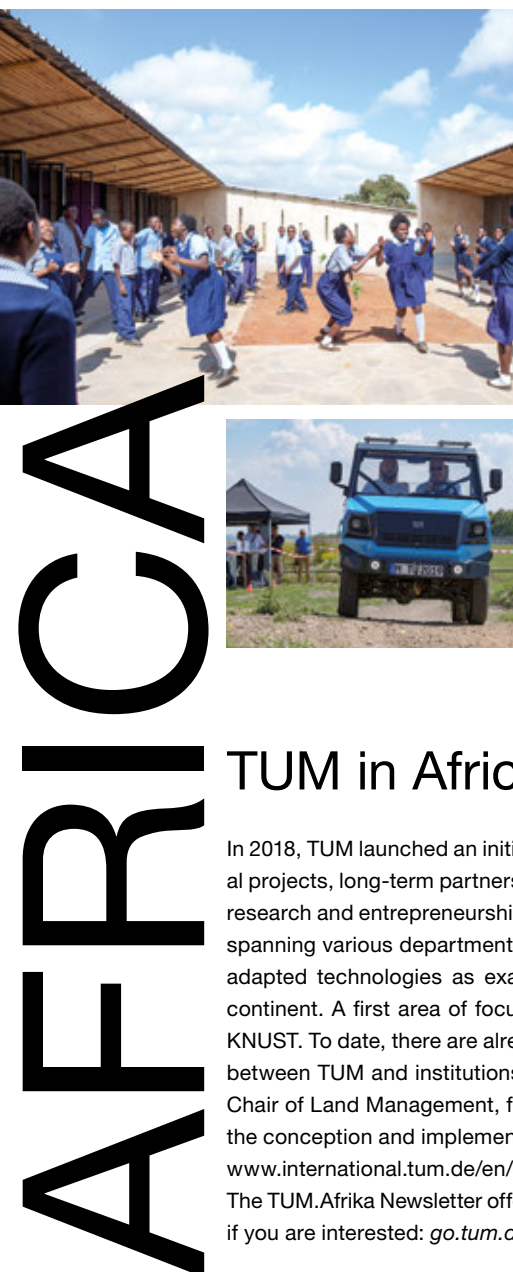 AFRICA
TUM in Afric
In 2018, TUM launched an initi
al projects, long-term partners
research and entrepreneurshi
spanning various department
adapted technologies as exa
continent. A first area of focu
KNUST. To date, there are alre
between TUM and institutions
Chair of Land Management, f
the conception and implemen
www.international.tum.de/en/
The TUM.Afrika Newsletter off
if you are interested: go.tum.d